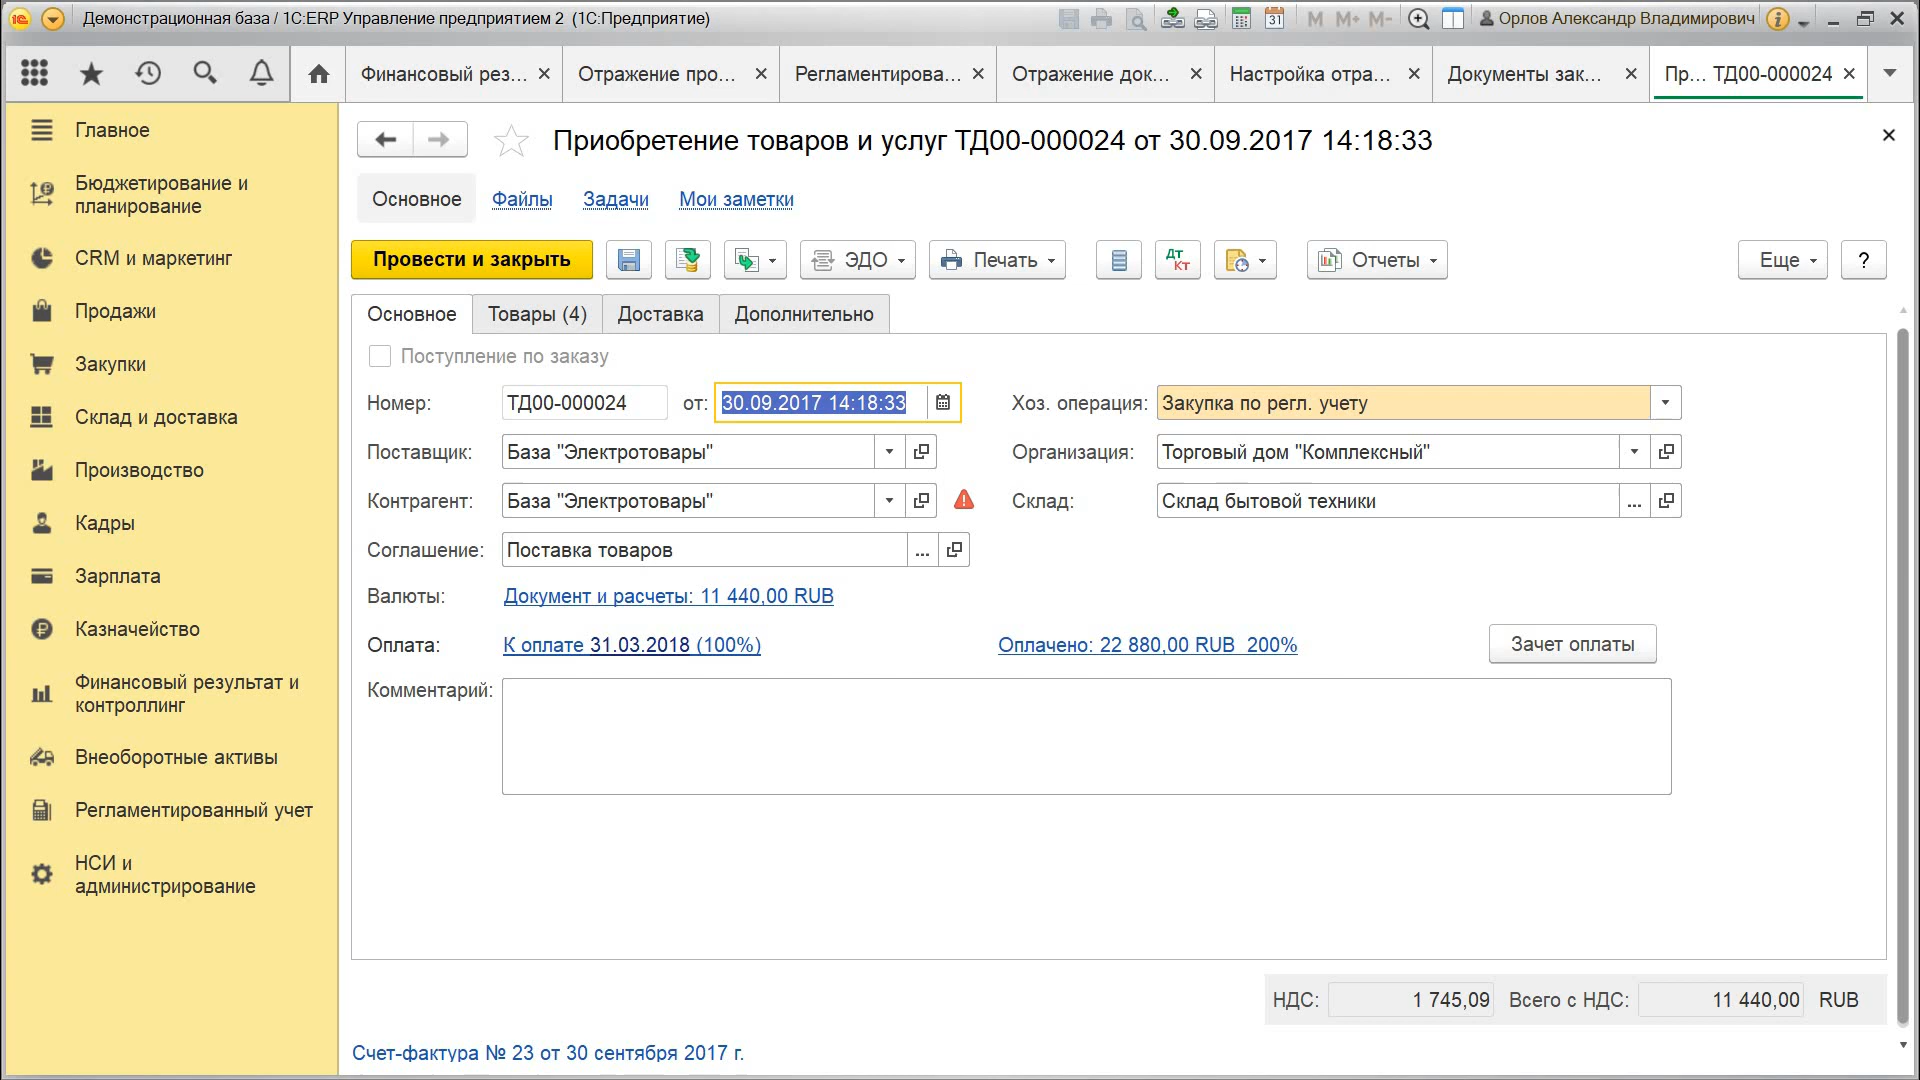 Демонстрационная база / 1С:ERP Управление предприятием 2 (1С:Предприятие)
M M+ M-
31
Орлов Александр Владимирович
Финансовый рез...
Отражение про...
Регламентирова...
Отражение док...
Настройка отра...
Документы зак...
Пр... ТД00-000024
Главное
Бюджетирование и
планирование
CRM и маркетинг
Продажи
Закупки
Склад и доставка
Производство
Кадры
Зарплата
Казначейство
Финансовый результат и
контроллинг
Внеоборотные активы
Регламентированный учет
НСИ и
администрирование
Приобретение товаров и услуг ТД00-000024 от 30.09.2017 14:18:33
Основное Файлы Задачи Мои заметки
Провести и закрыть ЭДО Печать Дт Кт Отчеты Еще ?
Основное Товары (4) Доставка Дополнительно
Поступление по заказу
Номер: ТД00-000024 от: 30.09.2017 14:18:33 Хоз. операция: Закупка по регл. учету
Поставщик: База "Электротовары" Организация: Торговый дом "Комплексный"
Контрагент: База "Электротовары" Склад: Склад бытовой техники ...
Соглашение: Поставка товаров ...
Валюты: Документ и расчеты: 11 440,00 RUB
Оплата: К оплате 31.03.2018 (100%) Оплачено: 22 880,00 RUB 200% Зачет оплаты
Комментарий:
НДС: 1 745,09 Всего с НДС: 11 440,00 RUB
Счет-фактура № 23 от 30 сентября 2017 г.